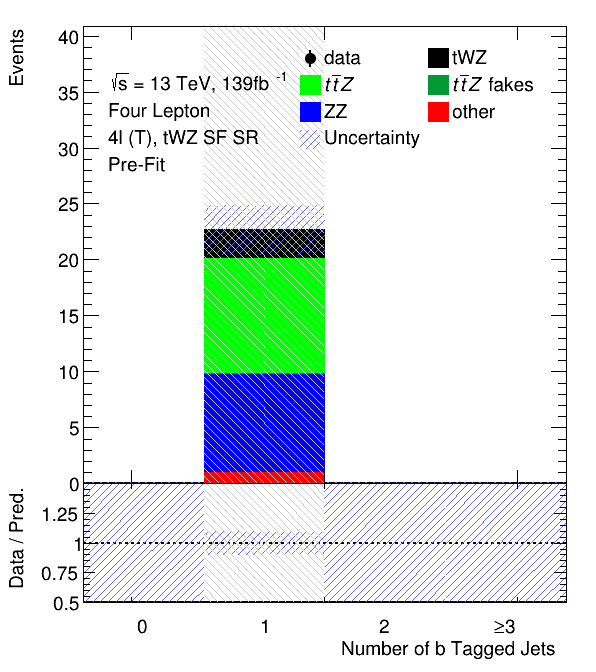 Events
40
35
30
25
20
15
10
5
0
√s = 13 TeV, 139fb⁻¹
Four Lepton
4l (T), tWZ SF SR
Pre-Fit
data
tWZ
tt̄Z
tt̄Z fakes
ZZ
other
Uncertainty
Data / Pred.
1.25
1
0.75
0.5
0 1 2 ≥3
Number of b Tagged Jets